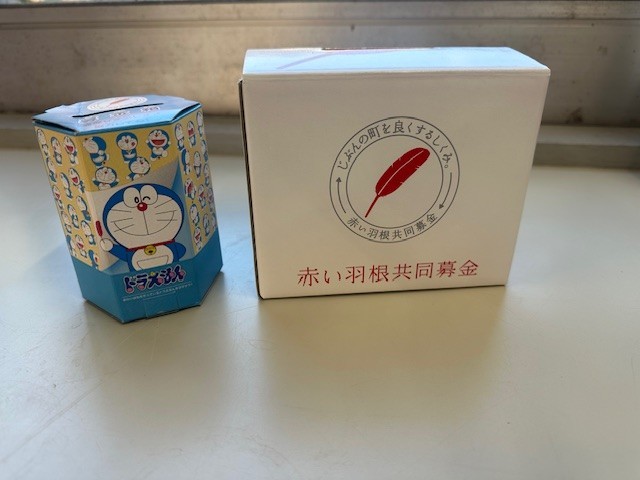 ドラえもん
じぶんの町を良くするしくみ。
赤い羽根共同募金
赤い羽根共同募金